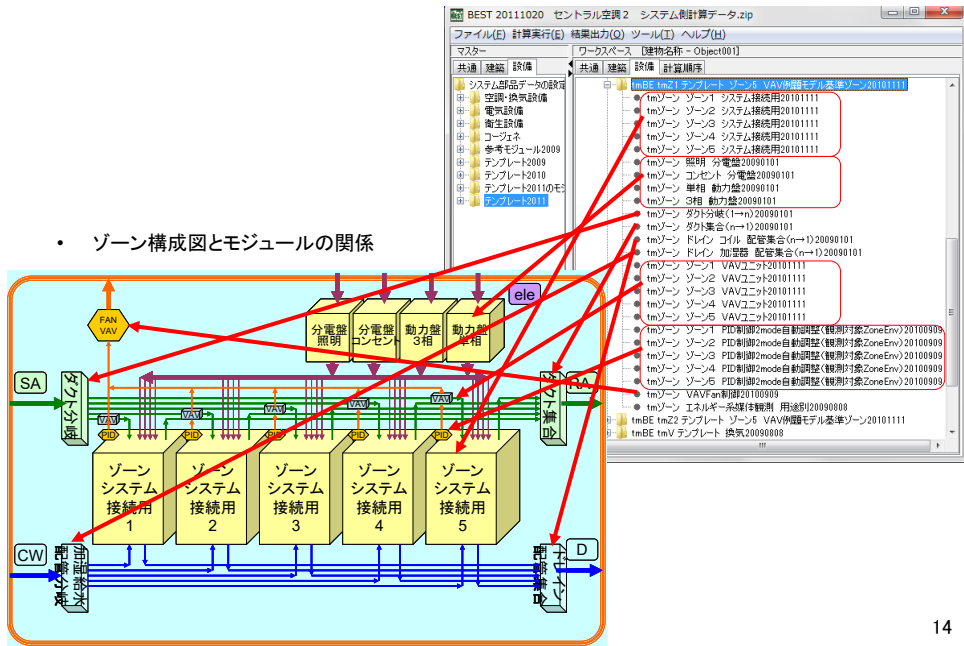 BEST 20111020 セントラル空調2 システム側計算データ.zip
ファイル(F) 計算実行(E) 結果出力(O) ツール(T) ヘルプ(H)
マスター
共通 建築 設備
システム部品データの設定
空調・換気設備
電気設備
衛生設備
コージェネ
参考モジュール2009
テンプレート2009
テンプレート2010
テンプレート2011のモジ
テンプレート2011
ワークスペース [建物名称 - Object001]
共通 建築 設備 計算順序
tmBE tmZ1 テンプレート ゾーン5 VAV例題モデル基準ゾーン20101111
tmゾーン ゾーン1 システム接続用20101111
tmゾーン ゾーン2 システム接続用20101111
tmゾーン ゾーン3 システム接続用20101111
tmゾーン ゾーン4 システム接続用20101111
tmゾーン ゾーン5 システム接続用20101111
tmゾーン 照明 分電盤20090101
tmゾーン コンセント 分電盤20090101
tmゾーン 単相 動力盤20090101
tmゾーン 3相 動力盤20090101
tmゾーン ダクト分岐(1→n)20090101
tmゾーン ダクト集合(n→1)20090101
tmゾーン ドレイン コイル 配管集合(n→1)20090101
tmゾーン ドレイン 加湿器 配管集合(n→1)20090101
tmゾーン ゾーン1 VAVユニット20101111
tmゾーン ゾーン2 VAVユニット20101111
tmゾーン ゾーン3 VAVユニット20101111
tmゾーン ゾーン4 VAVユニット20101111
tmゾーン ゾーン5 VAVユニット20101111
tmゾーン ゾーン1 PID制御2mode自動調整(観測対象ZoneEnv)20100909
tmゾーン ゾーン2 PID制御2mode自動調整(観測対象ZoneEnv)20100909
tmゾーン ゾーン3 PID制御2mode自動調整(観測対象ZoneEnv)20100909
tmゾーン ゾーン4 PID制御2mode自動調整(観測対象ZoneEnv)20100909
tmゾーン ゾーン5 PID制御2mode自動調整(観測対象ZoneEnv)20100909
tmゾーン VAVFan制御20100909
tmゾーン エネルギー系媒体観測 用途別20090808
tmBE tmZ2 テンプレート ゾーン5 VAV例題モデル基準ゾーン20101111
tmBE tmV テンプレート 換気20090808
• ゾーン構成図とモジュールの関係
FAN
VAV
ele
分電盤
照明
分電盤
コンセント
動力盤
3相
動力盤
単相
SA
ダクト分岐
ダクト集合
RA
VAV
VAV
VAV
VAV
VAV
PID
PID
PID
PID
PID
ゾーン
システム
接続用
1
ゾーン
システム
接続用
2
ゾーン
システム
接続用
3
ゾーン
システム
接続用
4
ゾーン
システム
接続用
5
CW
加湿給水
配管分岐
ドレイン
配管集合
D
14